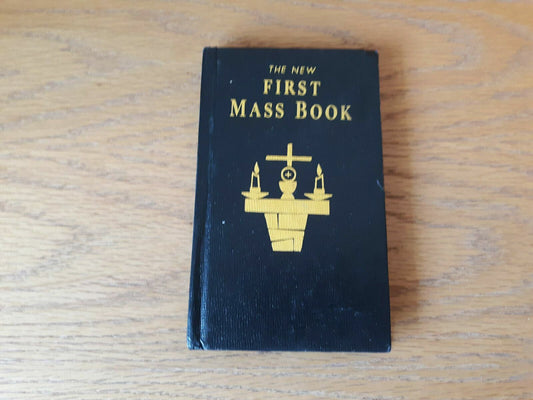 THE NEW
FIRST
MASS BOOK